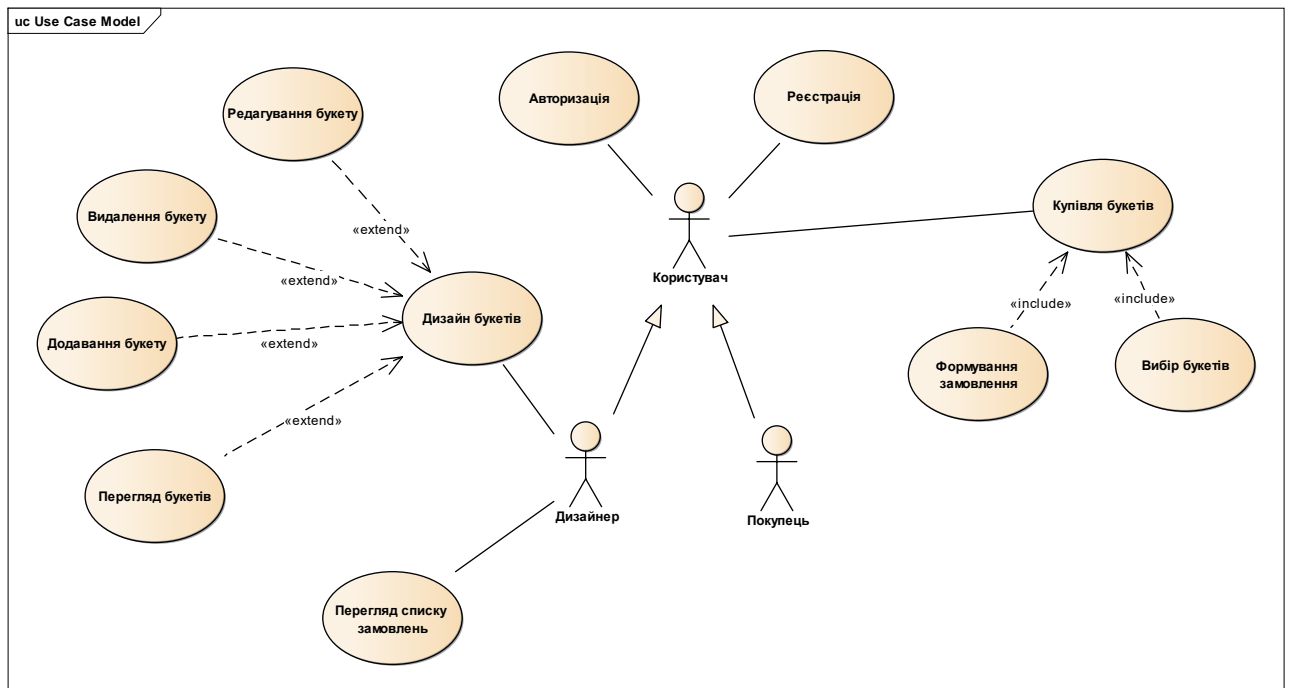 uc Use Case Model
Авторизація
Реєстрація
Редагування букету
Видалення букету
Купівля букетів
«extend»
Користувач
«extend»
«include»
«include»
Дизайн букетів
Додавання букету
«extend»
Формування
замовлення
Вибір букетів
«extend»
Перегляд букетів
Дизайнер
Покупець
Перегляд списку
замовлень